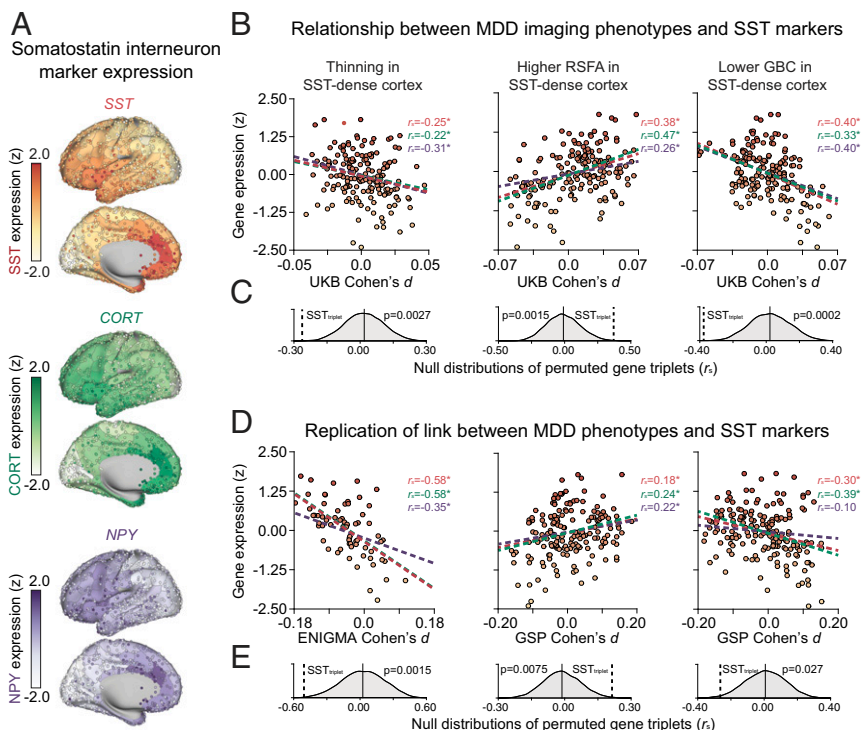 A
Somatostatin interneuron
marker expression
SST
2.0
SST expression (z)
-2.0
CORT
2.0
CORT expression (z)
-2.0
NPY
2.0
NPY expression (z)
-2.0
B Relationship between MDD imaging phenotypes and SST markers
Thinning in
SST-dense cortex
Higher RSFA in
SST-dense cortex
Lower GBC in
SST-dense cortex
Gene epression (z)
2.50
1.25
0.00
-1.25
-2.50
rs=-0.25*
rs=-0.22*
rs=-0.31*
-0.05 0.0 0.05
UKB Cohen's d
rs=0.38*
rs=0.47*
rs=0.26*
-0.07 0.0 0.07
UKB Cohen's d
rs=-0.40*
rs=-0.33*
rs=-0.40*
-0.07 0.0 0.07
UKB Cohen's d
C
SSTtriplet p=0.0027
-0.30 0.00 0.30
p=0.0015 SSTtriplet
-0.50 0.00 0.50
SSTtriplet p=0.0002
-0.40 0.00 0.40
Null distributions of permuted gene triplets (rs)
D Replication of link between MDD phenotypes and SST markers
Gene expression (z)
2.50
1.25
0.00
-1.25
-2.50
rs=-0.58*
rs=-0.58*
rs=-0.35*
-0.18 0.0 0.18
ENIGMA Cohen's d
rs=0.18*
rs=0.24*
rs=0.22*
-0.20 0.0 0.20
GSP Cohen's d
rs=-0.30*
rs=-0.39*
rs=-0.10
-0.20 0.0 0.20
GSP Cohen's d
E
SSTtriplet p=0.0015
-0.60 0.00 0.60
p=0.0075 SSTtriplet
-0.30 0.00 0.30
SSTtriplet p=0.027
-0.40 0.00 0.40
Null distributions of permuted gene triplets (rs)